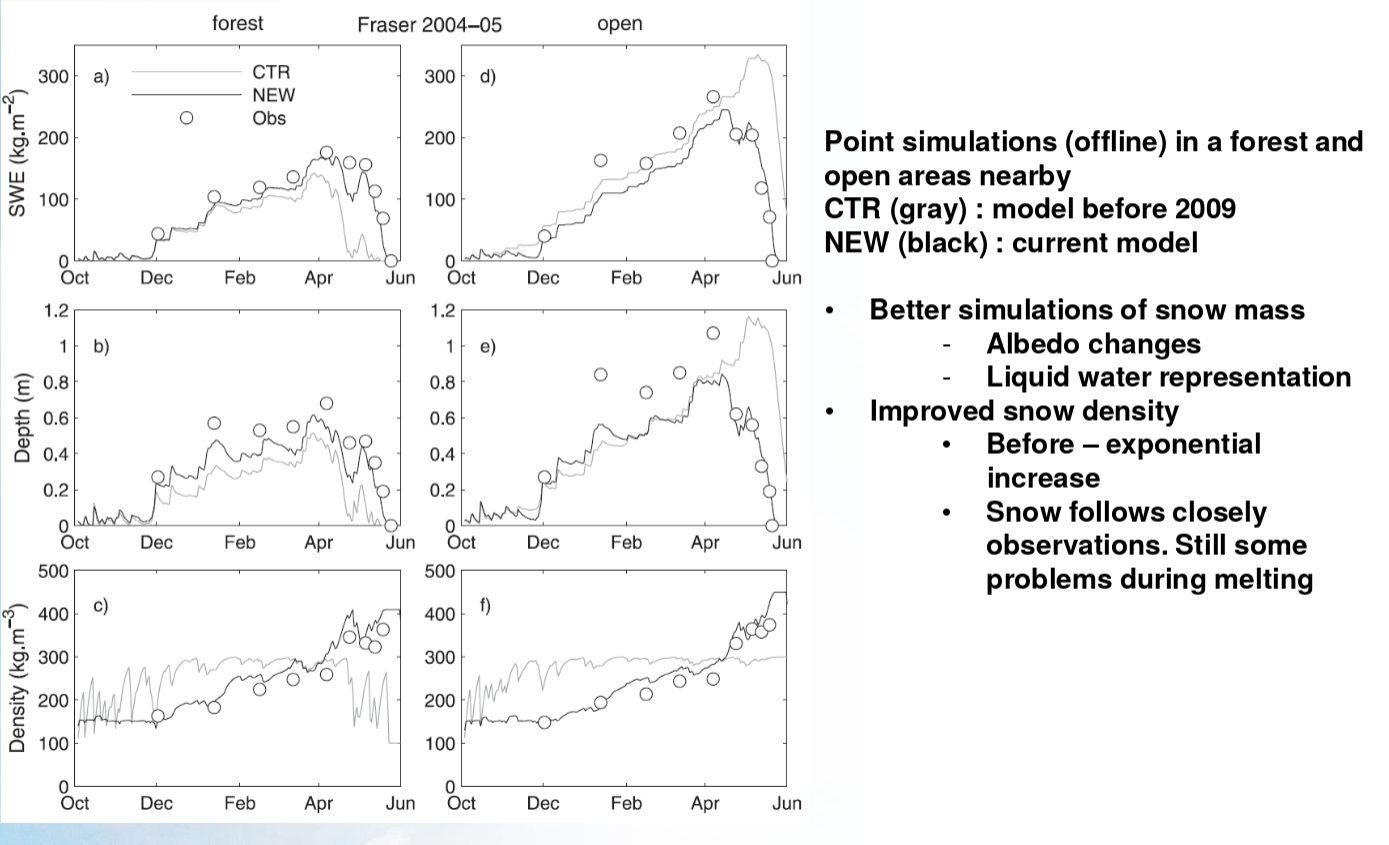 forest Fraser 2004–05 open
a)
CTR
NEW
Obs
SWE (kg.m−2)
300
200
100
0
Oct Dec Feb Apr Jun
d)
300
200
100
0
Oct Dec Feb Apr Jun
b)
Depth (m)
1.2
1
0.8
0.6
0.4
0.2
0
Oct Dec Feb Apr Jun
e)
1.2
1
0.8
0.6
0.4
0.2
0
Oct Dec Feb Apr Jun
c)
Density (kg.m−3)
500
400
300
200
100
0
Oct Dec Feb Apr Jun
f)
500
400
300
200
100
0
Oct Dec Feb Apr Jun
Point simulations (offline) in a forest and
open areas nearby
CTR (gray) : model before 2009
NEW (black) : current model
• Better simulations of snow mass
- Albedo changes
- Liquid water representation
• Improved snow density
• Before – exponential
increase
• Snow follows closely
observations. Still some
problems during melting